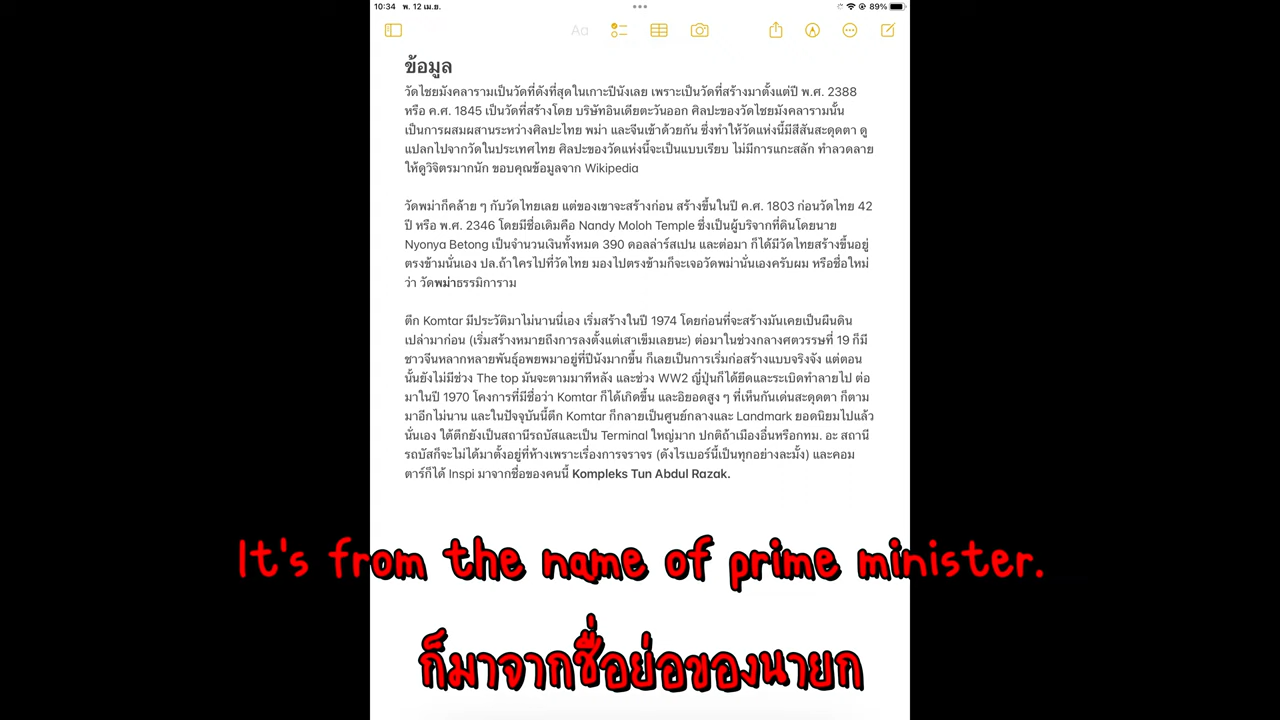 10:34 พ. 12 เม.ย.
89%
Aa
ข้อมูล
วัดไชยมังคลารามเป็นวัดที่ดังที่สุดในเกาะปีนังเลย เพราะเป็นวัดที่สร้างมาตั้งแต่ปี พ.ศ. 2388
หรือ ค.ศ. 1845 เป็นวัดที่สร้างโดย บริษัทอินเดียตะวันออก ศิลปะของวัดไชยมังคลารามนั้น
เป็นการผสมผสานระหว่างศิลปะไทย พม่า และจีนเข้าด้วยกัน ซึ่งทำให้วัดแห่งนี้มีสีสันสะดุดตา ดู
แปลกไปจากวัดในประเทศไทย ศิลปะของวัดแห่งนี้จะเป็นแบบเรียบ ไม่มีการแกะสลัก ทำลวดลาย
ให้ดูวิจิตรมากนัก ขอบคุณข้อมูลจาก Wikipedia
วัดพม่าก็คล้าย ๆ กับวัดไทยเลย แต่ของเขาจะสร้างก่อน สร้างขึ้นในปี ค.ศ. 1803 ก่อนวัดไทย 42
ปี หรือ พ.ศ. 2346 โดยมีชื่อเดิมคือ Nandy Moloh Temple ซึ่งเป็นผู้บริจาคที่ดินโดยนาย
Nyonya Betong เป็นจำนวนเงินทั้งหมด 390 ดอลล่าร์สเปน และต่อมา ก็ได้มีวัดไทยสร้างขึ้นอยู่
ตรงข้ามนั่นเอง ปล.ถ้าใครไปที่วัดไทย มองไปตรงข้ามก็จะเจอวัดพม่านั่นเองครับผม หรือชื่อใหม่
ว่า วัดพม่าธรรมิการาม
ตึก Komtar มีประวัติมาไม่นานนี่เอง เริ่มสร้างในปี 1974 โดยก่อนที่จะสร้างมันเคยเป็นผืนดิน
เปล่ามาก่อน (เริ่มสร้างหมายถึงการลงตั้งแต่เสาเข็มเลยนะ) ต่อมาในช่วงกลางศตวรรษที่ 19 ก็มี
ชาวจีนหลากหลายพันธุ์อพยพมาอยู่ที่ปีนังมากขึ้น ก็เลยเป็นการเริ่มก่อสร้างแบบจริงจัง แต่ตอน
นั้นยังไม่มีช่วง The top มันจะตามมาทีหลัง และช่วง WW2 ญี่ปุ่นก็ได้ยึดและระเบิดทำลายไป ต่อ
มาในปี 1970 โครงการที่มีชื่อว่า Komtar ก็ได้เกิดขึ้น และอิยอดสูง ๆ ที่เห็นกันเด่นสะดุดตา ก็ตาม
มาอีกไม่นาน และในปัจจุบันนี้ตึก Komtar ก็กลายเป็นศูนย์กลางและ Landmark ยอดนิยมไปแล้ว
นั่นเอง ใต้ตึกยังเป็นสถานีรถบัสและเป็น Terminal ใหญ่มาก ปกติถ้าเมืองอื่นหรือกทม. อะ สถานี
รถบัสก็จะไม่ได้มาตั้งอยู่ที่ห้างเพราะเรื่องการจราจร (ดังไรเบอร์นี้เป็นทุกอย่างละมั้ง) และคอม
ตาร์ก็ได้ Inspi มาจากชื่อของคนนี้ Kompleks Tun Abdul Razak.
It's from the name of prime minister.
ก็มาจากชื่อย่อของนายก